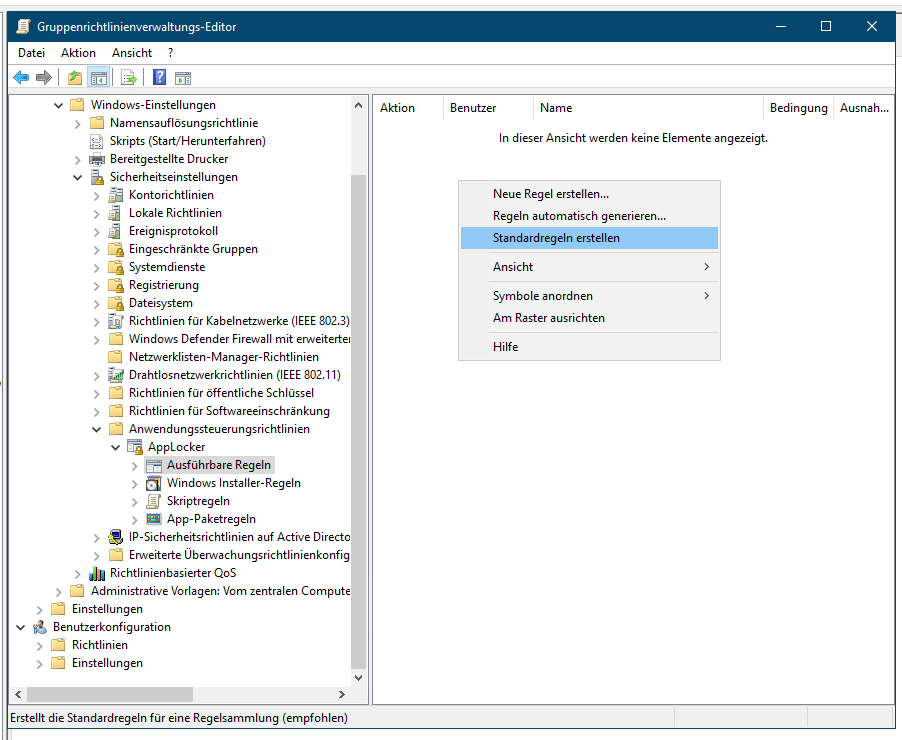 Gruppenrichtlinienverwaltungs-Editor
Datei Aktion Ansicht ?
Windows-Einstellungen
Namensauflösungsrichtlinie
Skripts (Start/Herunterfahren)
Bereitgestellte Drucker
Sicherheitseinstellungen
Kontorichtlinien
Lokale Richtlinien
Ereignisprotokoll
Eingeschränkte Gruppen
Systemdienste
Registrierung
Dateisystem
Richtlinien für Kabelnetzwerke (IEEE 802.3)
Windows Defender Firewall mit erweiterter
Netzwerklisten-Manager-Richtlinien
Drahtlosnetzwerkrichtlinien (IEEE 802.11)
Richtlinien für öffentliche Schlüssel
Richtlinien für Softwareeinschränkung
Anwendungssteuerungsrichtlinien
AppLocker
Ausführbare Regeln
Windows Installer-Regeln
Skriptregeln
App-Paketregeln
IP-Sicherheitsrichtlinien auf Active Directo
Erweiterte Überwachungsrichtlinienkonfig
Richtlinienbasierter QoS
Administrative Vorlagen: Vom zentralen Compute
Einstellungen
Benutzerkonfiguration
Richtlinien
Einstellungen
Aktion Benutzer Name Bedingung Ausnah...
In dieser Ansicht werden keine Elemente angezeigt.
Neue Regel erstellen...
Regeln automatisch generieren...
Standardregeln erstellen
Ansicht
Symbole anordnen
Am Raster ausrichten
Hilfe
Erstellt die Standardregeln für eine Regelsammlung (empfohlen)